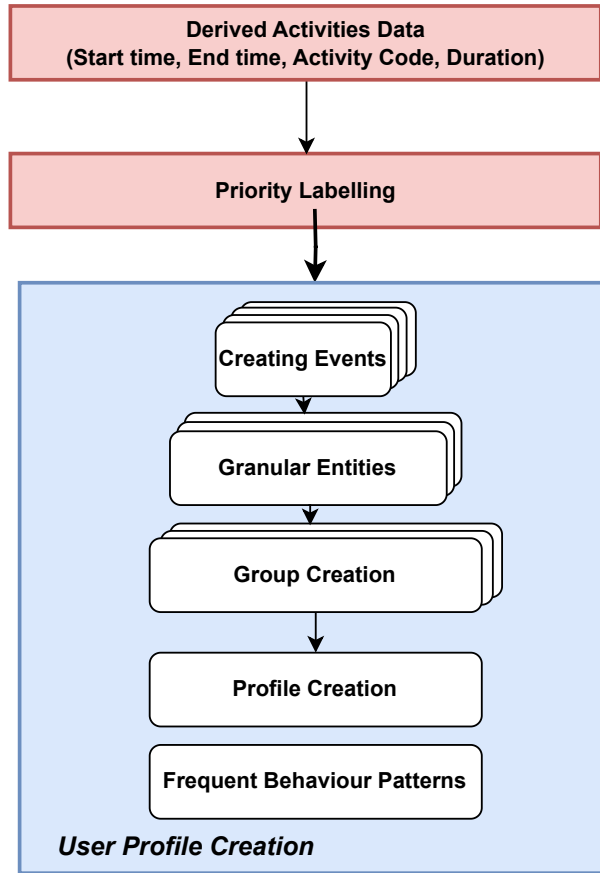 Derived Activities Data
(Start time, End time, Activity Code, Duration)
Priority Labelling
Creating Events
Granular Entities
Group Creation
Profile Creation
Frequent Behaviour Patterns
User Profile Creation